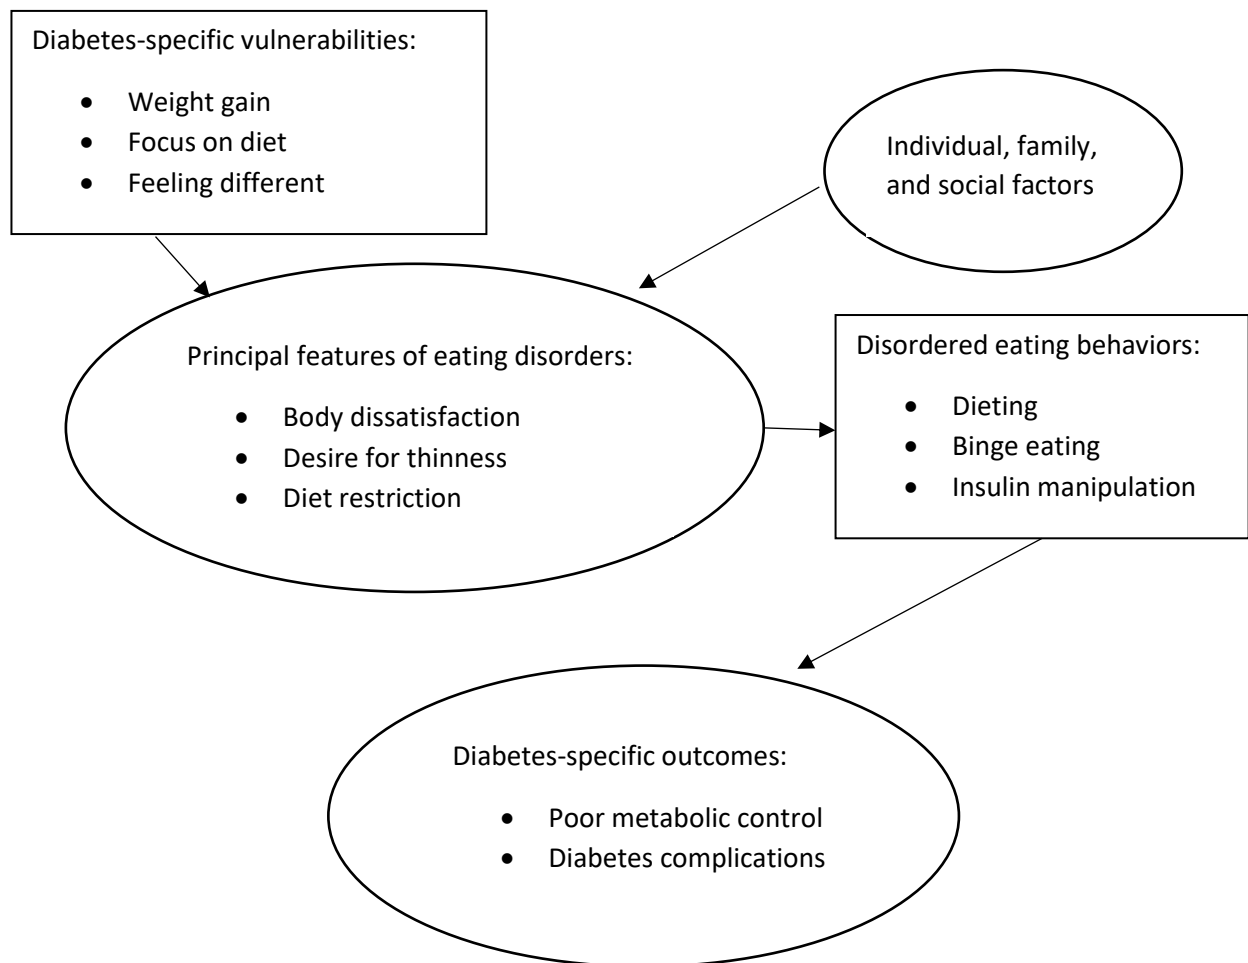 Diabetes-specific vulnerabilities:
• Weight gain
• Focus on diet
• Feeling different
Individual, family,
and social factors
Principal features of eating disorders:
• Body dissatisfaction
• Desire for thinness
• Diet restriction
Disordered eating behaviors:
• Dieting
• Binge eating
• Insulin manipulation
Diabetes-specific outcomes:
• Poor metabolic control
• Diabetes complications